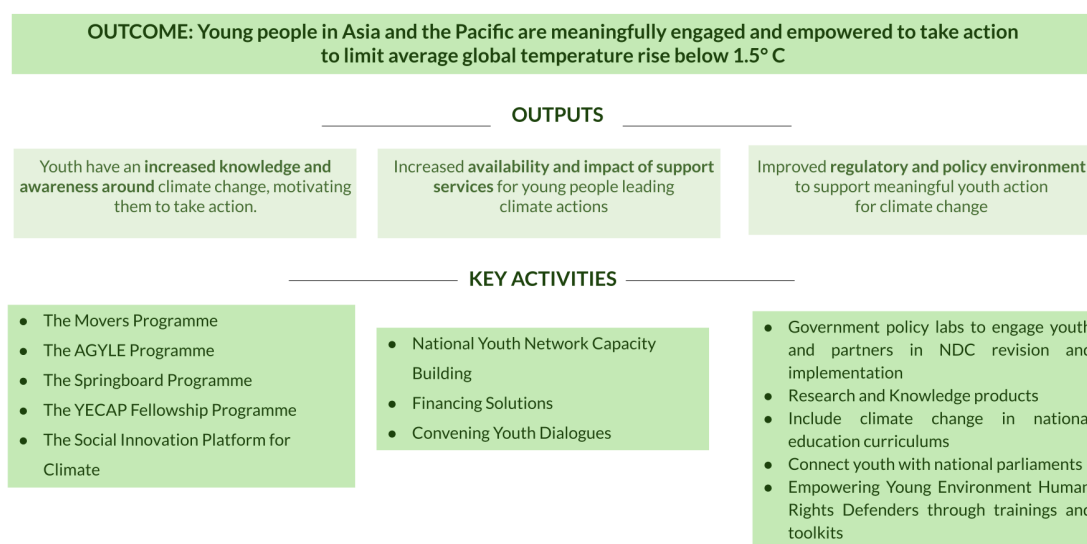 OUTCOME: Young people in Asia and the Pacific are meaningfully engaged and empowered to take action
to limit average global temperature rise below 1.5° C
OUTPUTS
Youth have an increased knowledge and
awareness around climate change, motivating
them to take action.
Increased availability and impact of support
services for young people leading
climate actions
Improved regulatory and policy environment
to support meaningful youth action
for climate change
KEY ACTIVITIES
● The Movers Programme
● The AGYLE Programme
● The Springboard Programme
● The YECAP Fellowship Programme
● The Social Innovation Platform for
Climate
● National Youth Network Capacity
Building
● Financing Solutions
● Convening Youth Dialogues
● Government policy labs to engage youth
and partners in NDC revision and
implementation
● Research and Knowledge products
● Include climate change in national
education curriculums
● Connect youth with national parliaments
● Empowering Young Environment Human
Rights Defenders through trainings and
toolkits